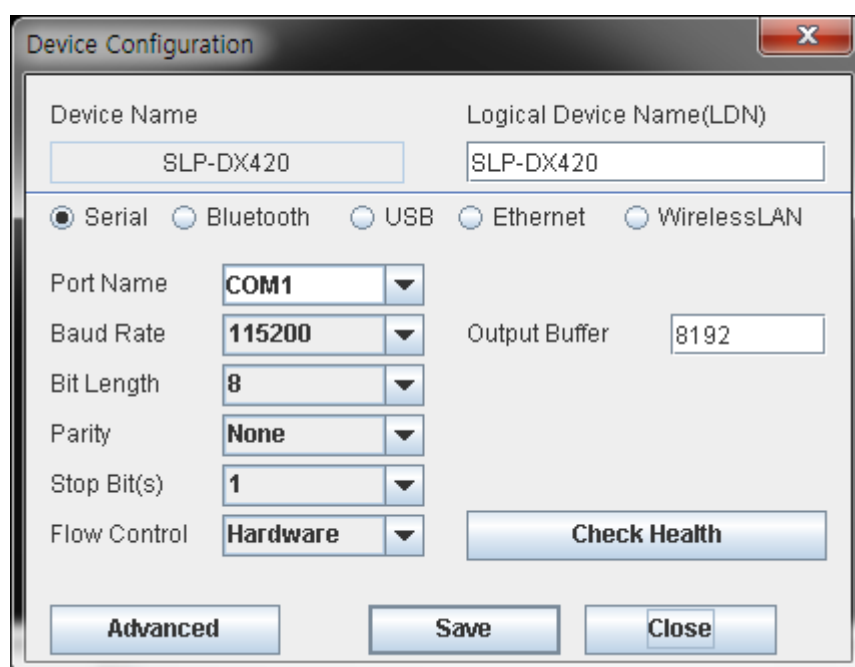 Device Configuration
Device Name Logical Device Name(LDN)
SLP-DX420 SLP-DX420
Serial Bluetooth USB Ethernet WirelessLAN
Port Name COM1
Baud Rate 115200 Output Buffer 8192
Bit Length 8
Parity None
Stop Bit(s) 1
Flow Control Hardware Check Health
Advanced Save Close